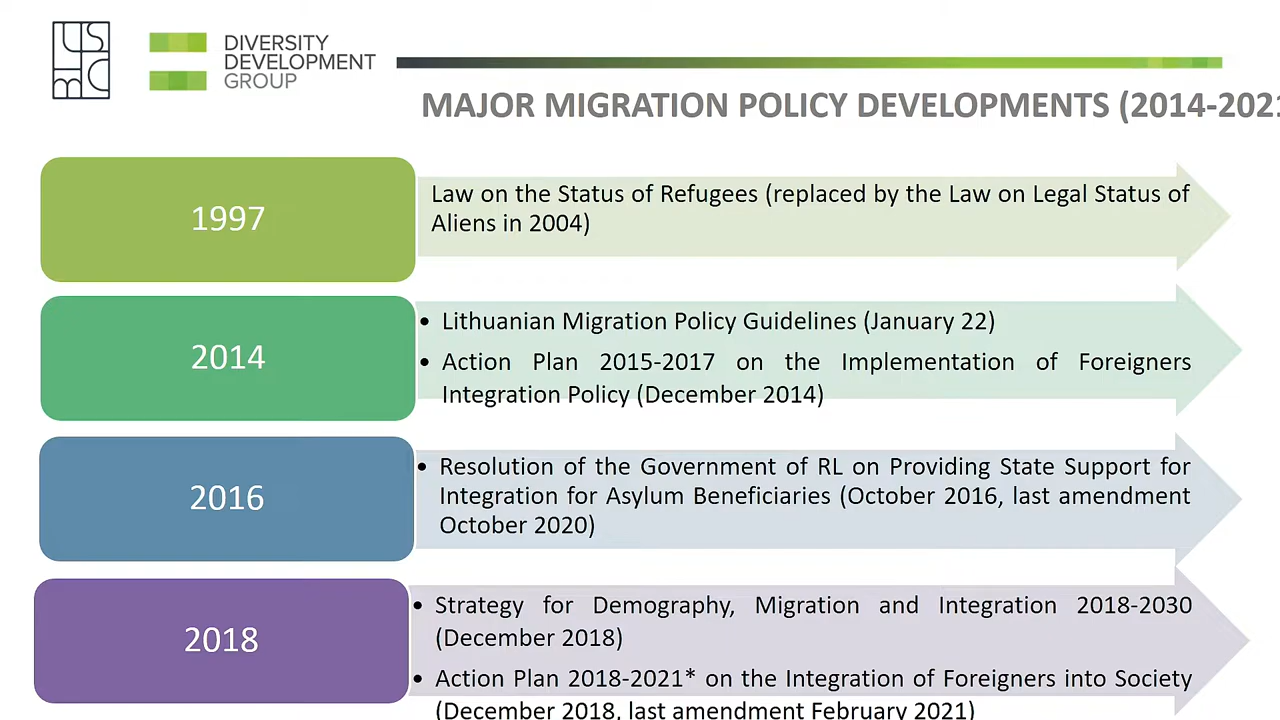 DIVERSITY
DEVELOPMENT
GROUP
MAJOR MIGRATION POLICY DEVELOPMENTS (2014-2021
1997
Law on the Status of Refugees (replaced by the Law on Legal Status of
Aliens in 2004)
2014
• Lithuanian Migration Policy Guidelines (January 22)
• Action Plan 2015-2017 on the Implementation of Foreigners
Integration Policy (December 2014)
2016
• Resolution of the Government of RL on Providing State Support for
Integration for Asylum Beneficiaries (October 2016, last amendment
October 2020)
2018
• Strategy for Demography, Migration and Integration 2018-2030
(December 2018)
• Action Plan 2018-2021* on the Integration of Foreigners into Society
(December 2018, last amendment February 2021)